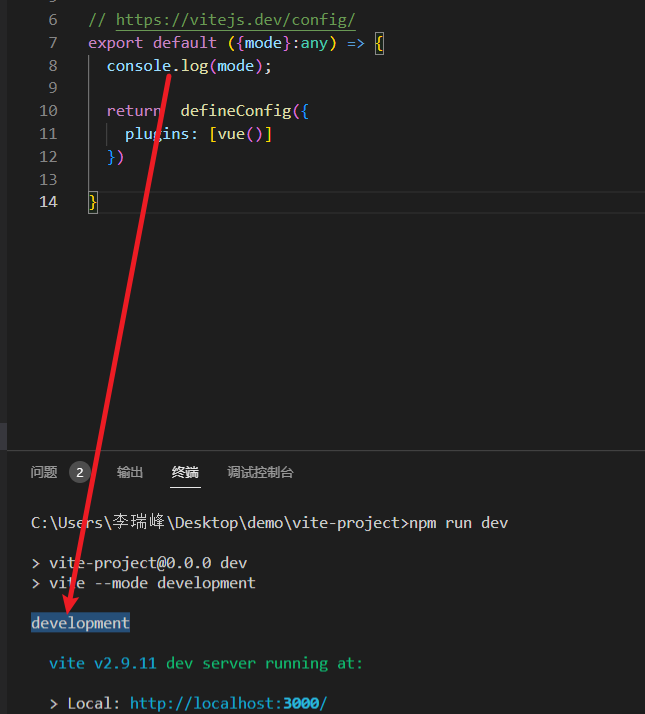 6 // https://vitejs.dev/config/
7 export default ({mode}:any) => {
8 console.log(mode);
9
10 return defineConfig({
11 plugins: [vue()]
12 })
13
14 }
问题 2 输出 终端 调试控制台
C:\Users\李瑞峰\Desktop\demo\vite-project>npm run dev
> vite-project@0.0.0 dev
> vite --mode development
development
vite v2.9.11 dev server running at:
> Local: http://localhost:3000/